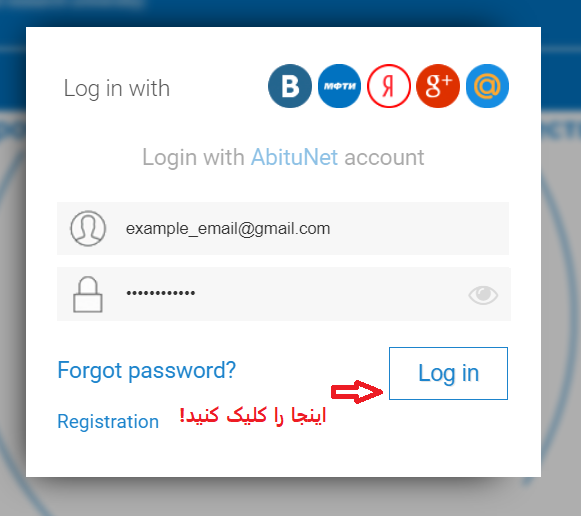 Log in with
B МФТИ Я g+ @
Login with AbituNet account
example_email@gmail.com
••••••••••••
Forgot password?
Log in
Registration
اینجا را کلیک کنید!